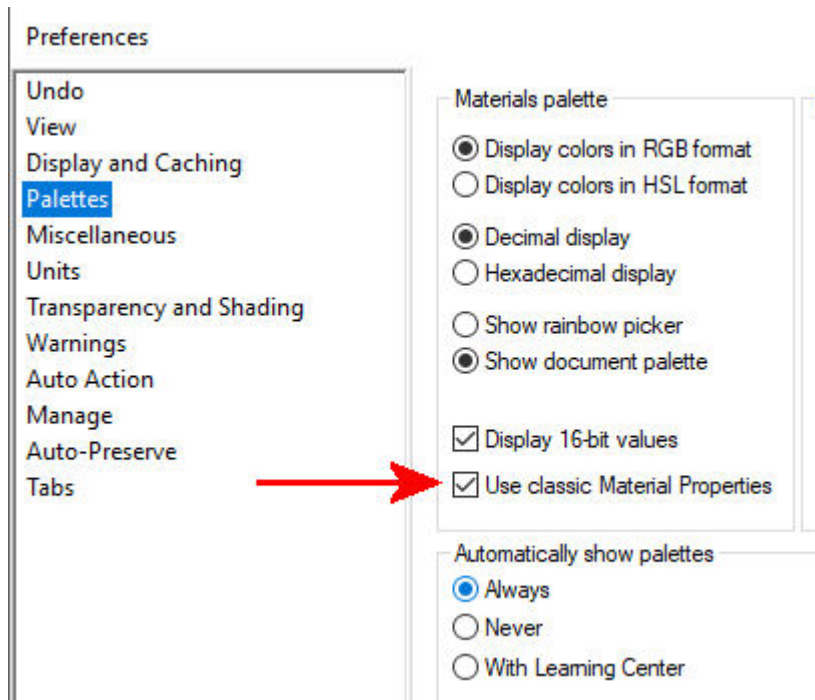 Preferences
Undo
View
Display and Caching
Palettes
Miscellaneous
Units
Transparency and Shading
Warnings
Auto Action
Manage
Auto-Preserve
Tabs
Materials palette
Display colors in RGB format
Display colors in HSL format
Decimal display
Hexadecimal display
Show rainbow picker
Show document palette
Display 16-bit values
Use classic Material Properties
Automatically show palettes
Always
Never
With Learning Center